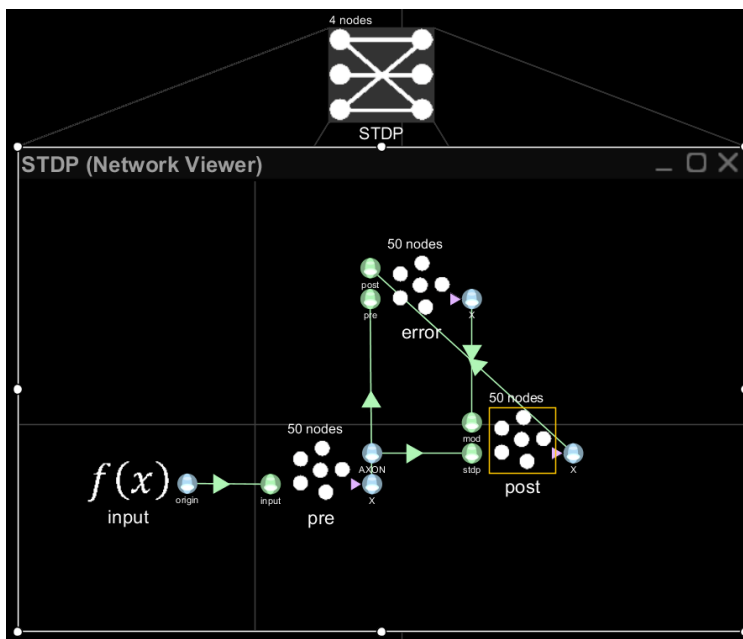 4 nodes
STDP
STDP (Network Viewer)
50 nodes
post
pre
X
error
50 nodes
mod
50 nodes
AXON
stdp
X
post
f(x)
origin
input
X
input
pre